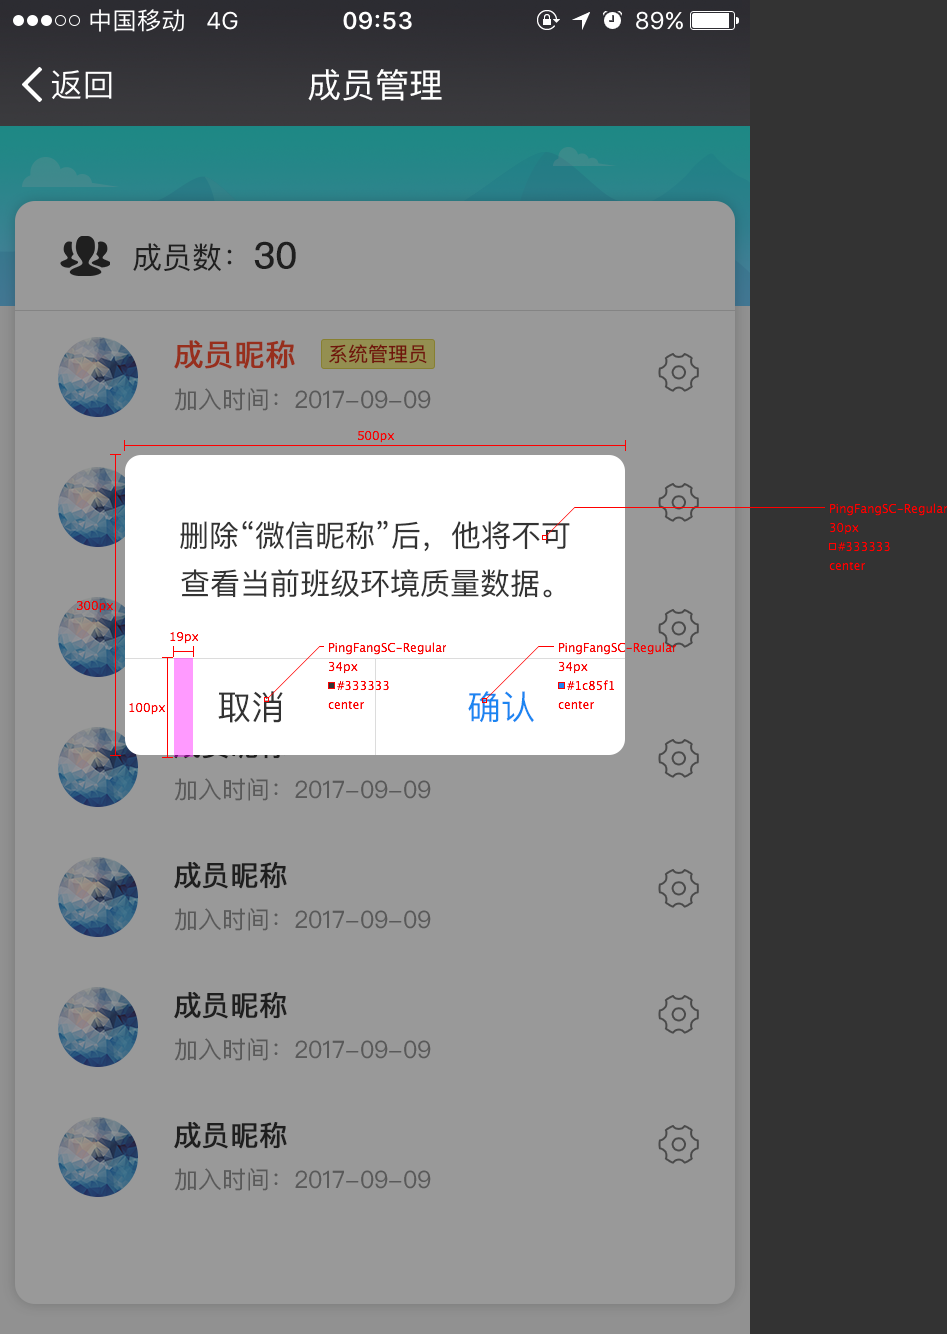 中国移动 4G 09:53 89%
返回 成员管理
成员数：30
成员昵称 系统管理员
加入时间：2017-09-09
500px
删除“微信昵称”后，他将不可
查看当前班级环境质量数据。
PingFangSC-Regular
30px
#333333
center
300px
19px
100px
取消
PingFangSC-Regular
34px
#333333
center
确认
PingFangSC-Regular
34px
#1c85f1
center
加入时间：2017-09-09
成员昵称
加入时间：2017-09-09
成员昵称
加入时间：2017-09-09
成员昵称
加入时间：2017-09-09